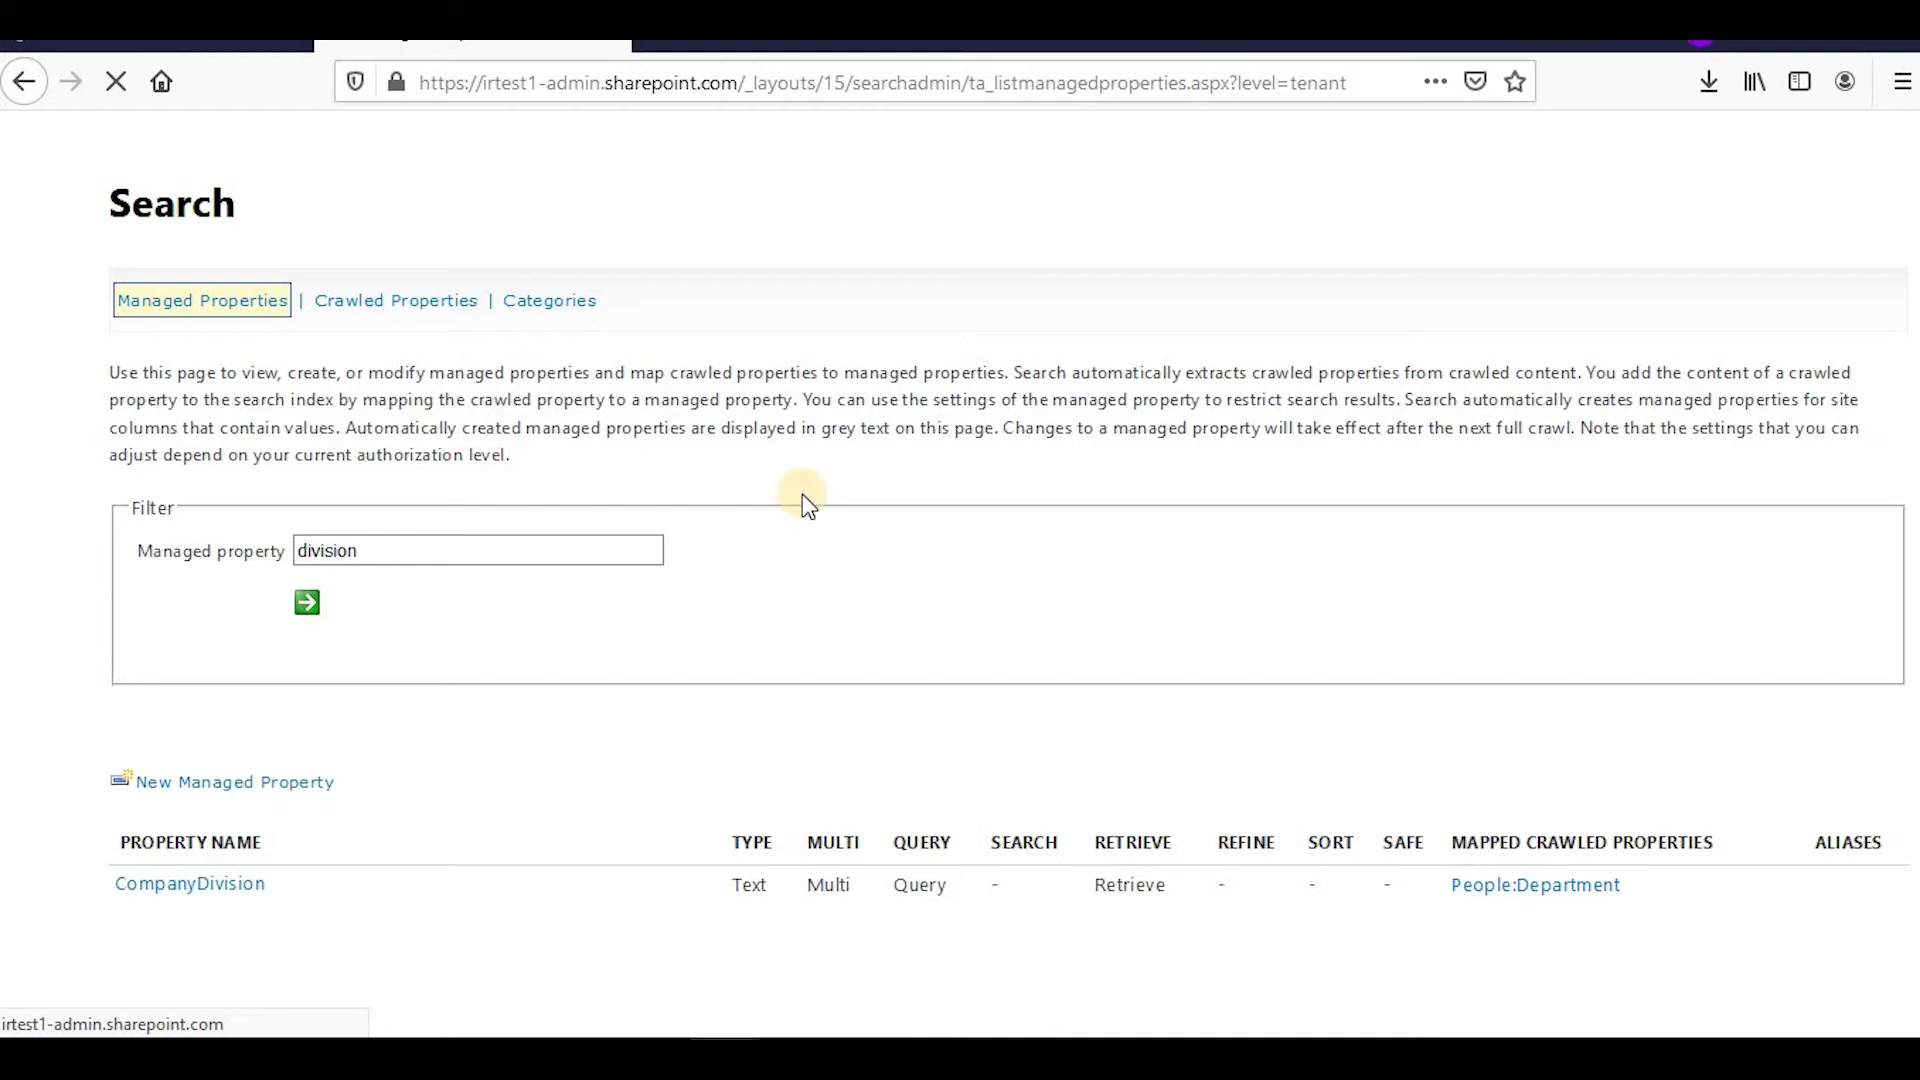 https://irtest1-admin.sharepoint.com/_layouts/15/searchadmin/ta_listmanagedproperties.aspx?level=tenant
Search
Managed Properties | Crawled Properties | Categories
Use this page to view, create, or modify managed properties and map crawled properties to managed properties. Search automatically extracts crawled properties from crawled content. You add the content of a crawled
property to the search index by mapping the crawled property to a managed property. You can use the settings of the managed property to restrict search results. Search automatically creates managed properties for site
columns that contain values. Automatically created managed properties are displayed in grey text on this page. Changes to a managed property will take effect after the next full crawl. Note that the settings that you can
adjust depend on your current authorization level.
Filter
Managed property division
New Managed Property
PROPERTY NAME TYPE MULTI QUERY SEARCH RETRIEVE REFINE SORT SAFE MAPPED CRAWLED PROPERTIES ALIASES
CompanyDivision Text Multi Query - Retrieve - - - People:Department
irtest1-admin.sharepoint.com